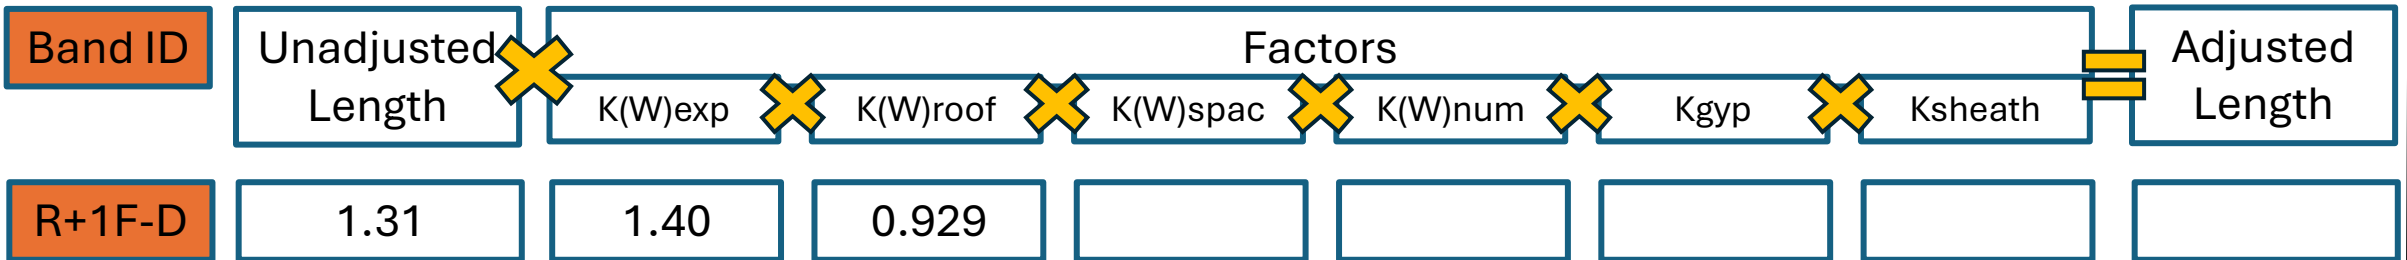 Band ID
Unadjusted
Length
Factors
K(W)exp
K(W)roof
K(W)spac
K(W)num
Kgyp
Ksheath
Adjusted
Length
R+1F-D
1.31
1.40
0.929